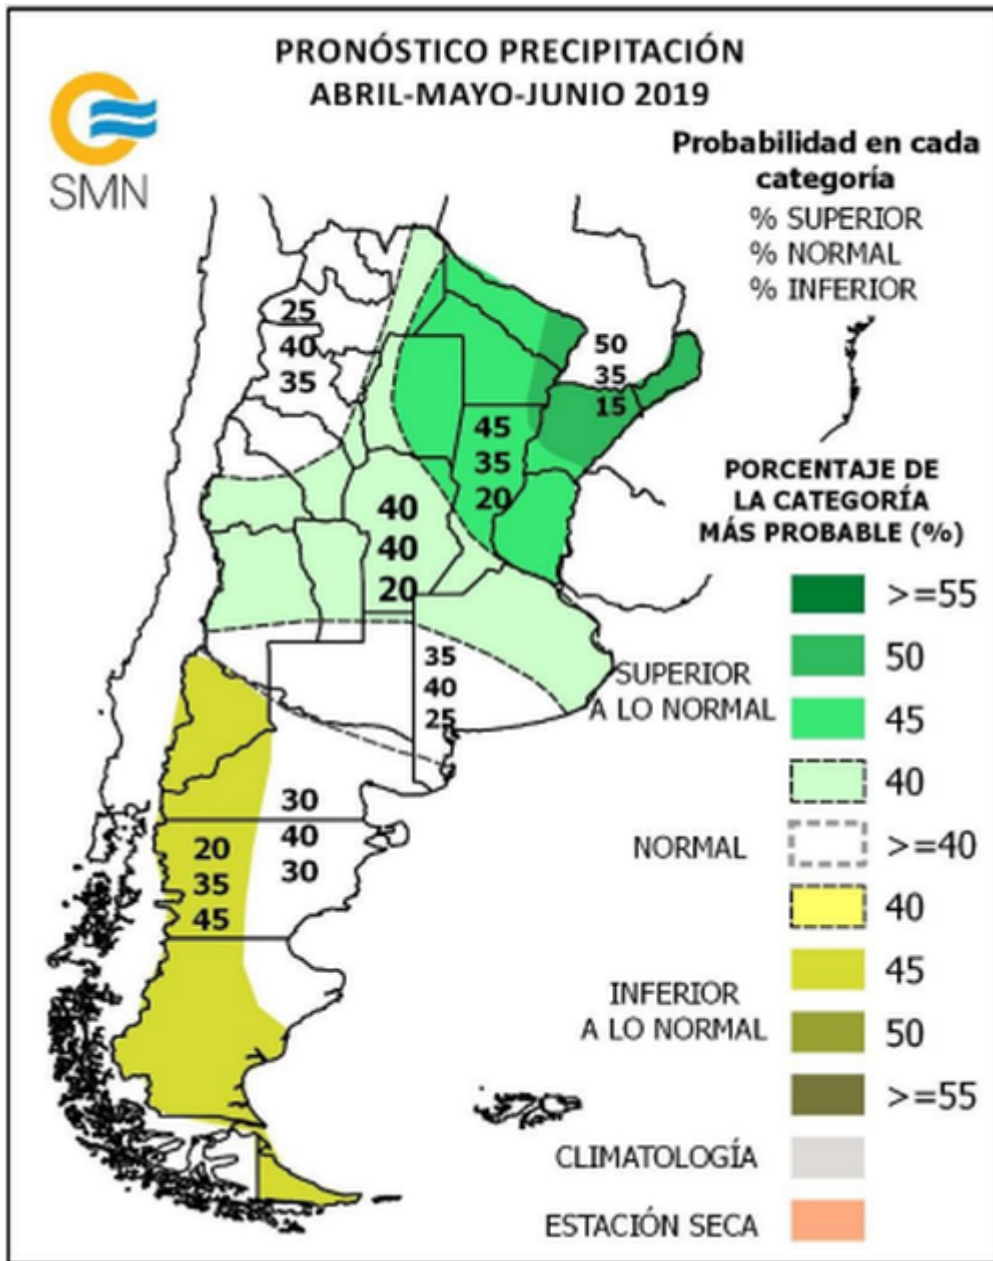 PRONÓSTICO PRECIPITACIÓN
ABRIL-MAYO-JUNIO 2019
SMN
Probabilidad en cada
categoría
% SUPERIOR
% NORMAL
% INFERIOR
25
40
35
50
35
15
45
35
20
40
40
20
35
40
25
30
40
30
20
35
45
PORCENTAJE DE
LA CATEGORÍA
MÁS PROBABLE (%)
>=55
50
SUPERIOR
A LO NORMAL
45
40
NORMAL
>=40
40
45
INFERIOR
A LO NORMAL
50
>=55
CLIMATOLOGÍA
ESTACIÓN SECA